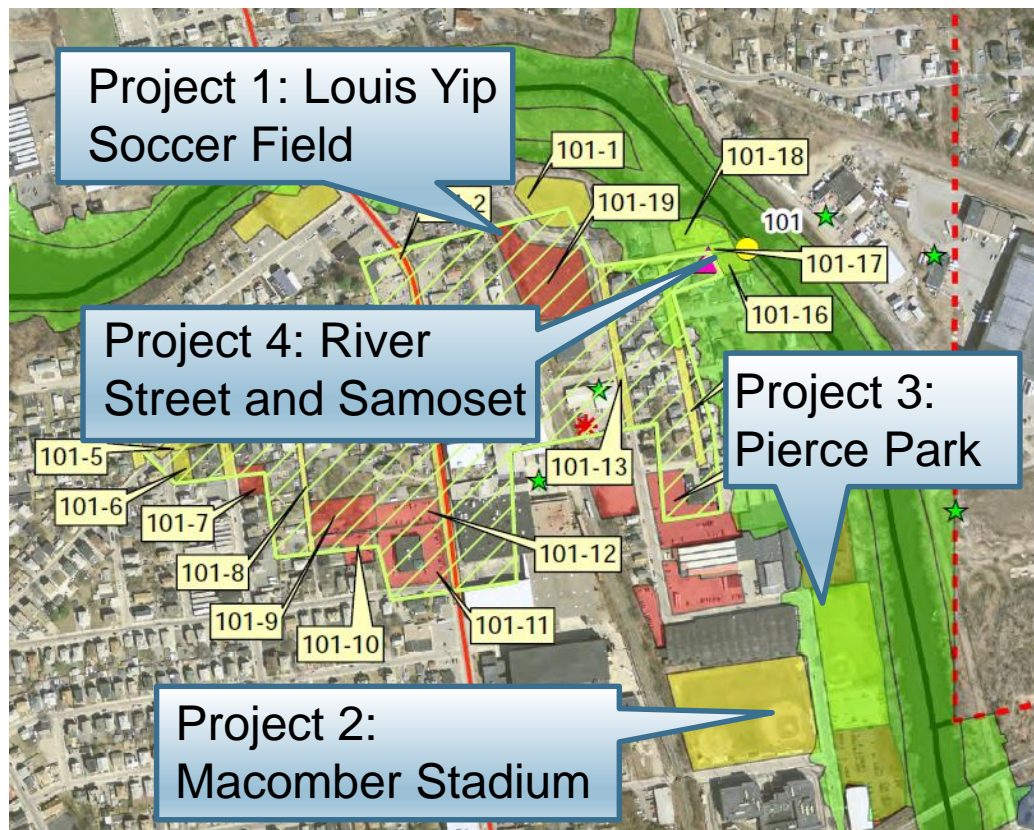 Project 1: Louis Yip
Soccer Field
101-1
101-18
2
101-19
101
101-17
101-16
Project 4: River
Street and Samoset
Project 3:
Pierce Park
101-5
101-13
101-6
101-7
101-12
101-8
101-9
101-11
101-10
Project 2:
Macomber Stadium